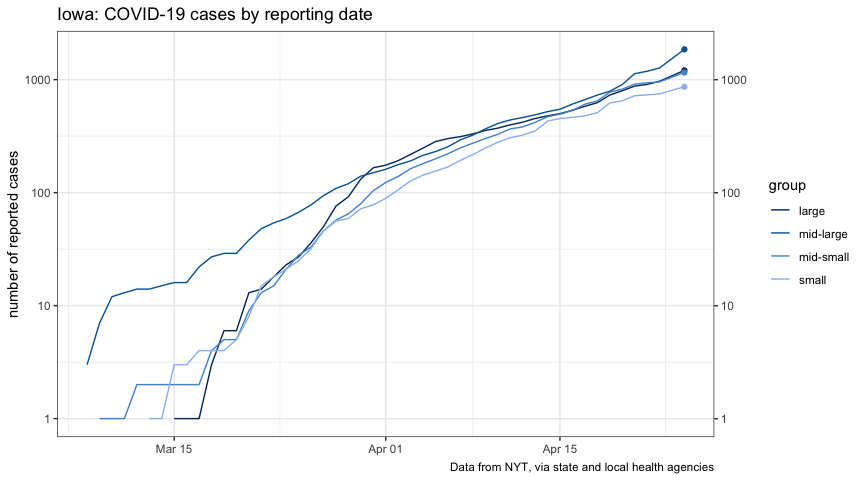 Iowa: COVID-19 cases by reporting date
number of reported cases
1000
100
10
1
1000
100
10
1
Mar 15
Apr 01
Apr 15
group
large
mid-large
mid-small
small
Data from NYT, via state and local health agencies